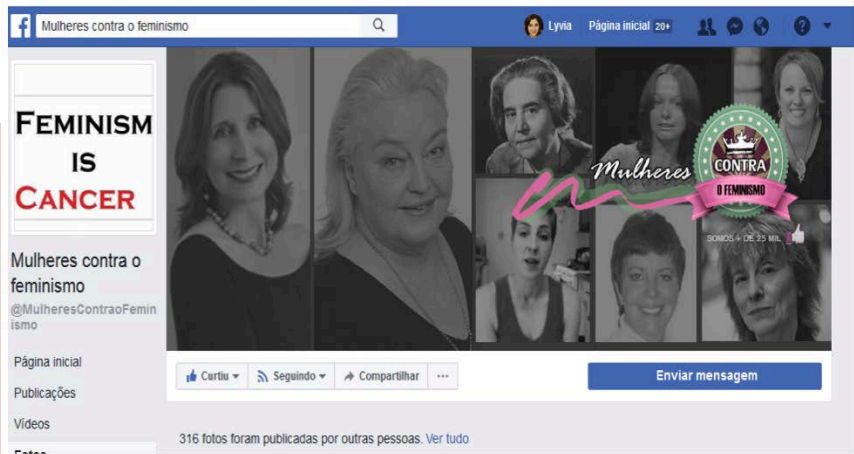 Mulheres contra o feminismo
Lyvia Página inicial 20+
FEMINISM
IS
CANCER
Mulheres CONTRA
O FEMINISMO
SOMOS + DE 25 MIL
Mulheres contra o
feminismo
@MulheresContraoFemin
ismo
Página inicial
Publicações
Vídeos
Fotos
Curtiu Seguindo Compartilhar ...
Enviar mensagem
316 fotos foram publicadas por outras pessoas. Ver tudo